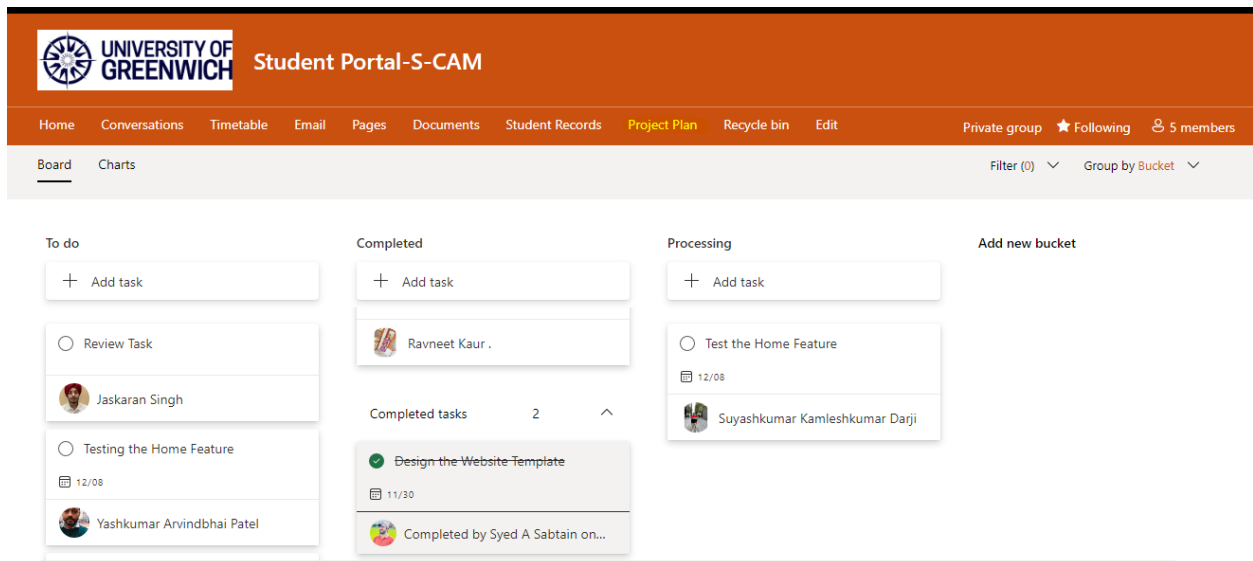 UNIVERSITY OF
GREENWICH
Student Portal-S-CAM
Home Conversations Timetable Email Pages Documents Student Records Project Plan Recycle bin Edit Private group Following 5 members
Board Charts Filter (0) Group by Bucket
To do
Add task
Review Task
Jaskaran Singh
Testing the Home Feature
12/08
Yashkumar Arvindbhai Patel
Completed
Add task
Ravneet Kaur .
Completed tasks 2
Design the Website Template
11/30
Completed by Syed A Sabtain on...
Processing
Add task
Test the Home Feature
12/08
Suyashkumar Kamleshkumar Darji
Add new bucket